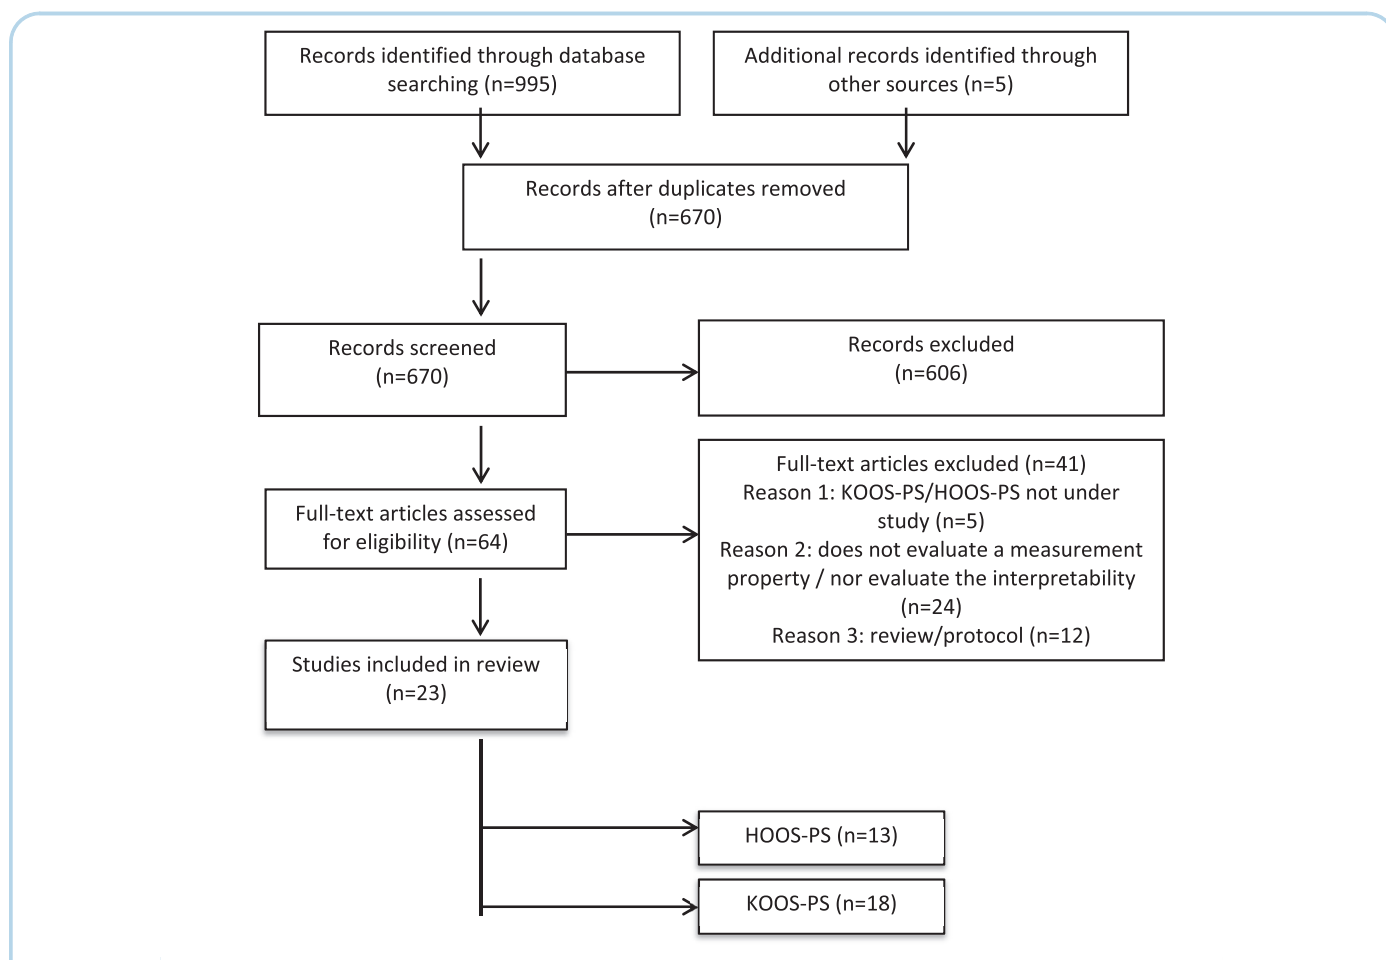 Records identified through database
searching (n=995)
Additional records identified through
other sources (n=5)
Records after duplicates removed
(n=670)
Records screened
(n=670)
Records excluded
(n=606)
Full-text articles assessed
for eligibility (n=64)
Full-text articles excluded (n=41)
Reason 1: KOOS-PS/HOOS-PS not under
study (n=5)
Reason 2: does not evaluate a measurement
property / nor evaluate the interpretability
(n=24)
Reason 3: review/protocol (n=12)
Studies included in review
(n=23)
HOOS-PS (n=13)
KOOS-PS (n=18)